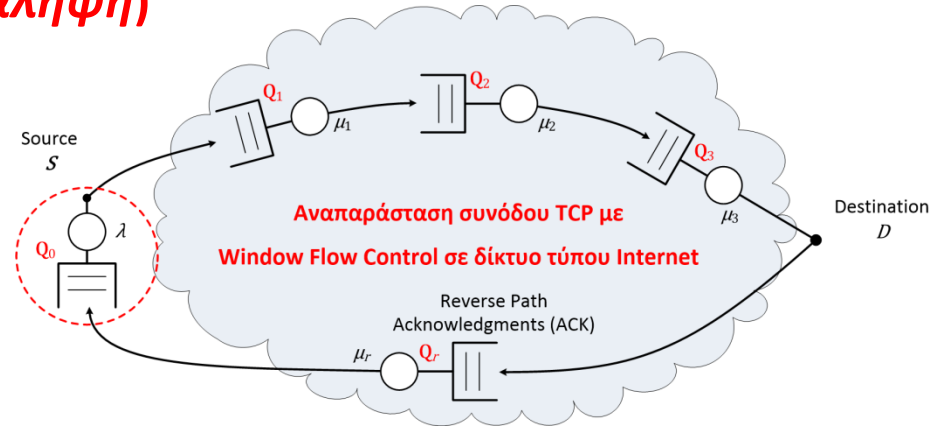 Q₁
μ₁
Q₂
μ₂
Q₃
μ₃
Source
S
λ
Q₀
Αναπαράσταση συνόδου TCP με
Window Flow Control σε δίκτυο τύπου Internet
Destination
D
Reverse Path
Acknowledgments (ACK)
μᵣ
Qᵣ